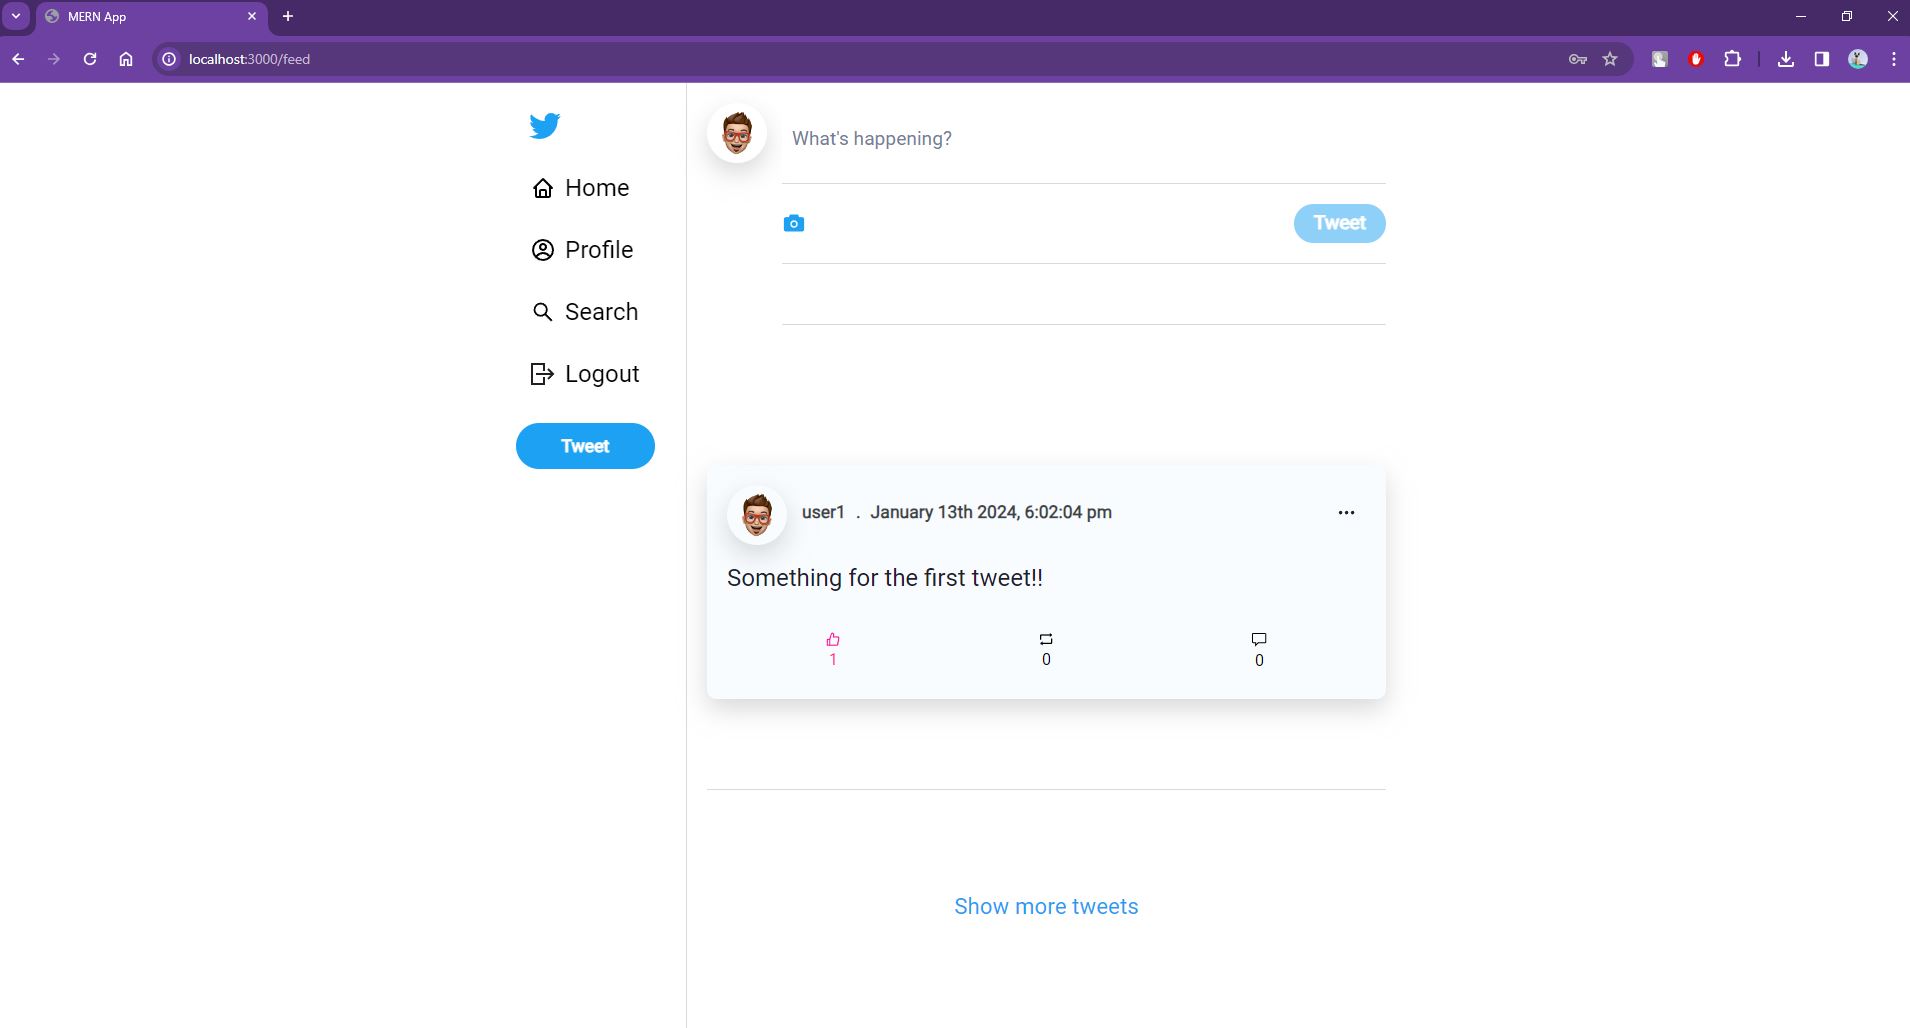 MERN App
localhost:3000/feed
What's happening?
Home
Tweet
Profile
Search
Logout
Tweet
user1 . January 13th 2024, 6:02:04 pm
Something for the first tweet!!
1 0 0
Show more tweets